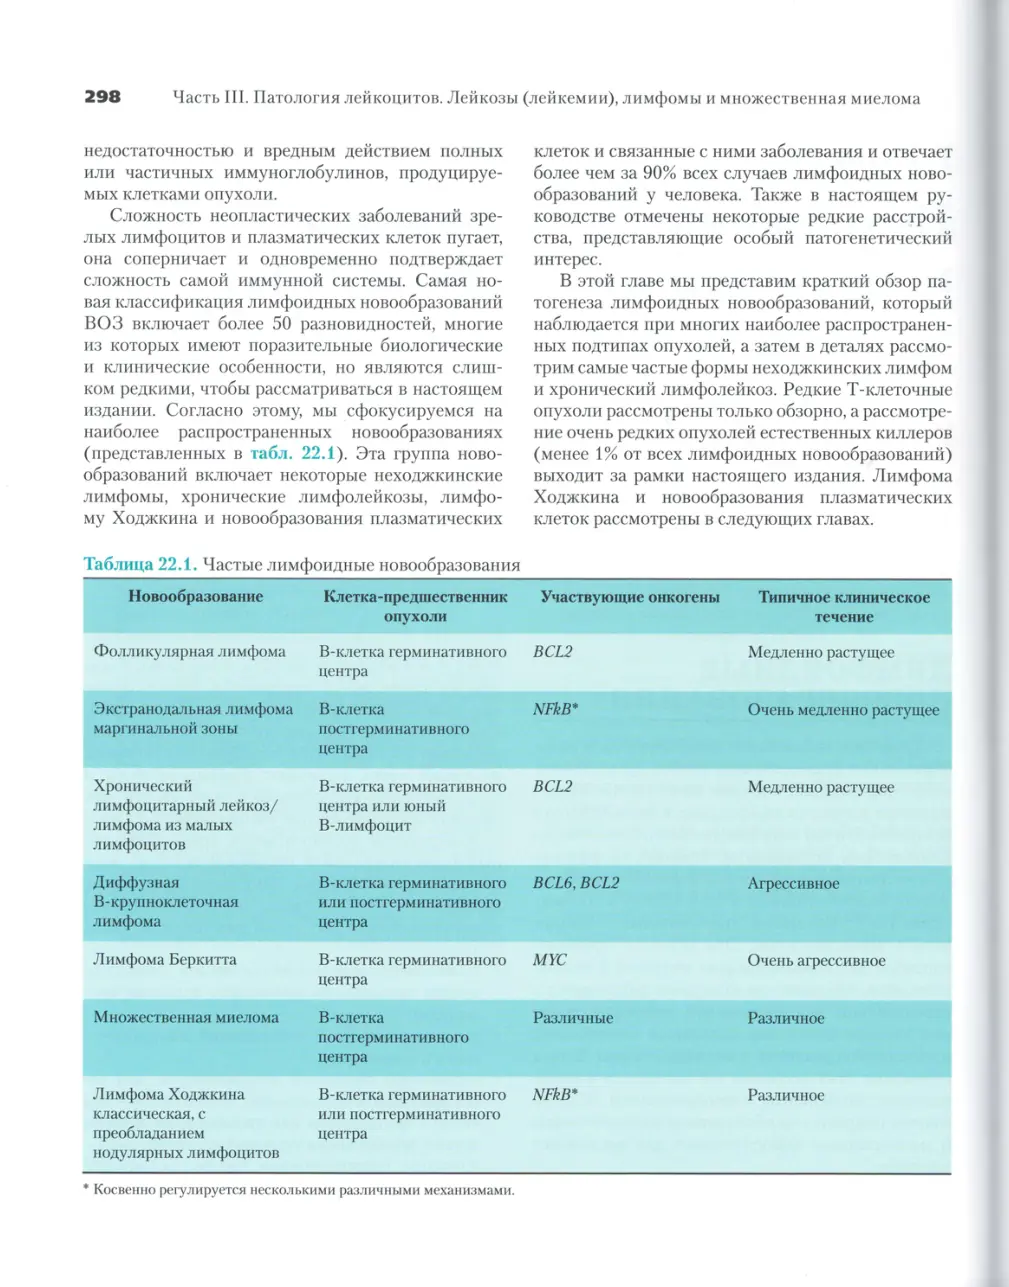 298 Часть III. Патология лейкоцитов. Лейкозы (лейкемии), лимфомы и множественная миелома
недостаточностью и вредным действием полных
или частичных иммуноглобулинов, продуцируе-
мых клетками опухоли.
Сложность неопластических заболеваний зре-
лых лимфоцитов и плазматических клеток пугает,
она соперничает и одновременно подтверждает
сложность самой иммунной системы. Самая но-
вая классификация лимфоидных новообразований
ВОЗ включает более 50 разновидностей, многие
из которых имеют поразительные биологические
и клинические особенности, но являются слиш-
ком редкими, чтобы рассматриваться в настоящем
издании. Согласно этому, мы сфокусируемся на
наиболее распространенных новообразованиях
(представленных в табл. 22.1). Эта группа ново-
образований включает некоторые неходжкинские
лимфомы, хронические лимфолейкозы, лимфо-
му Ходжкина и новообразования плазматических
клеток и связанные с ними заболевания и отвечает
более чем за 90% всех случаев лимфоидных ново-
образований у человека. Также в настоящем ру-
ководстве отмечены некоторые редкие расстрой-
ства, представляющие особый патогенетический
интерес.
В этой главе мы представим краткий обзор па-
тогенеза лимфоидных новообразований, который
наблюдается при многих наиболее распространен-
ных подтипах опухолей, а затем в деталях рассмо-
трим самые частые формы неходжкинских лимфом
и хронический лимфолейкоз. Редкие Т-клеточные
опухоли рассмотрены только обзорно, а рассмотре-
ние очень редких опухолей естественных киллеров
(менее 1% от всех лимфоидных новообразований)
выходит за рамки настоящего издания. Лимфома
Ходжкина и новообразования плазматических
клеток рассмотрены в следующих главах.
Таблица 22.1. Частые лимфоидные новообразования
Новообразование Клетка-предшественник Участвующие онкогены Типичное клиническое
опухоли течение
Фолликулярная лимфома В-клетка герминативного BCL2 Медленно растущее
центра
Экстранодальная лимфома В-клетка NFkB* Очень медленно растущее
маргинальной зоны постгерминативного
центра
Хронический В-клетка герминативного BCL2 Медленно растущее
лимфоцитарный лейкоз/ центра или юный
лимфома из малых В-лимфоцит
лимфоцитов
Диффузная В-клетка герминативного BCL6, BCL2 Агрессивное
В-крупноклеточная или постгерминативного
лимфома центра
Лимфома Беркитта В-клетка герминативного MYC Очень агрессивное
центра
Множественная миелома В-клетка Различные Различное
постгерминативного
центра
Лимфома Ходжкина В-клетка герминативного NFkB* Различное
классическая, с или постгерминативного
преобладанием центра
нодулярных лимфоцитов
* Косвенно регулируется несколькими различными механизмами.